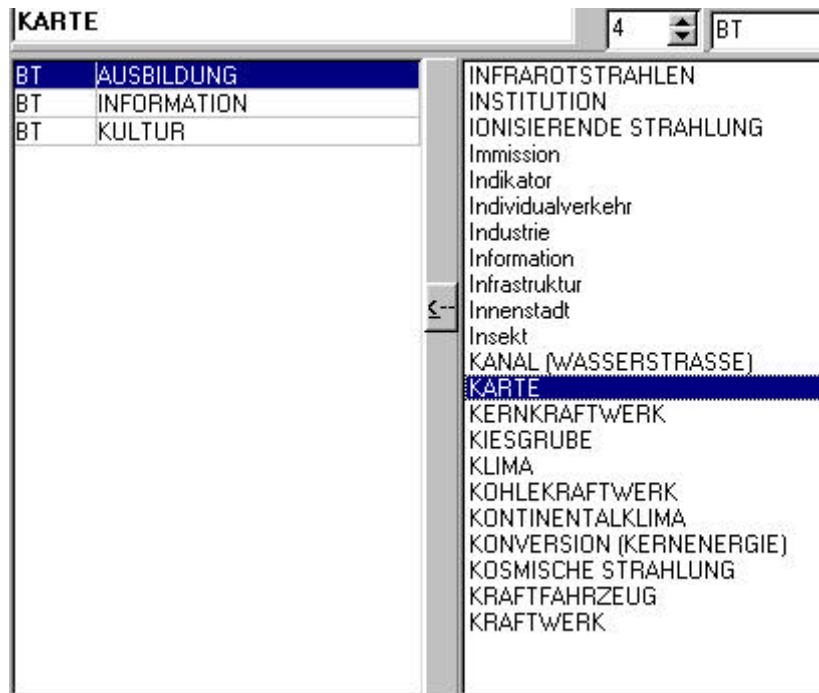 KARTE
4
BT
BT AUSBILDUNG
BT INFORMATION
BT KULTUR
<--
INFRAROTSTRAHLEN
INSTITUTION
IONISIERENDE STRAHLUNG
Immission
Indikator
Individualverkehr
Industrie
Information
Infrastruktur
Innenstadt
Insekt
KANAL (WASSERSTRASSE)
KARTE
KERNKRAFTWERK
KIESGRUBE
KLIMA
KOHLEKRAFTWERK
KONTINENTALKLIMA
KONVERSION (KERNENERGIE)
KOSMISCHE STRAHLUNG
KRAFTFAHRZEUG
KRAFTWERK